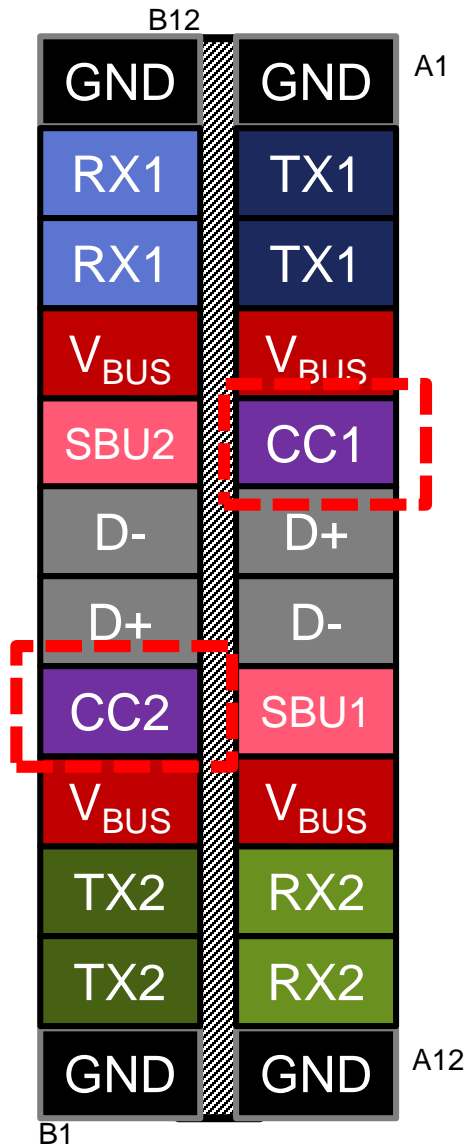 B12
GND GND A1
RX1 TX1
RX1 TX1
VBUS VBUS
SBU2 CC1
D- D+
D+ D-
CC2 SBU1
VBUS VBUS
TX2 RX2
TX2 RX2
GND GND A12
B1